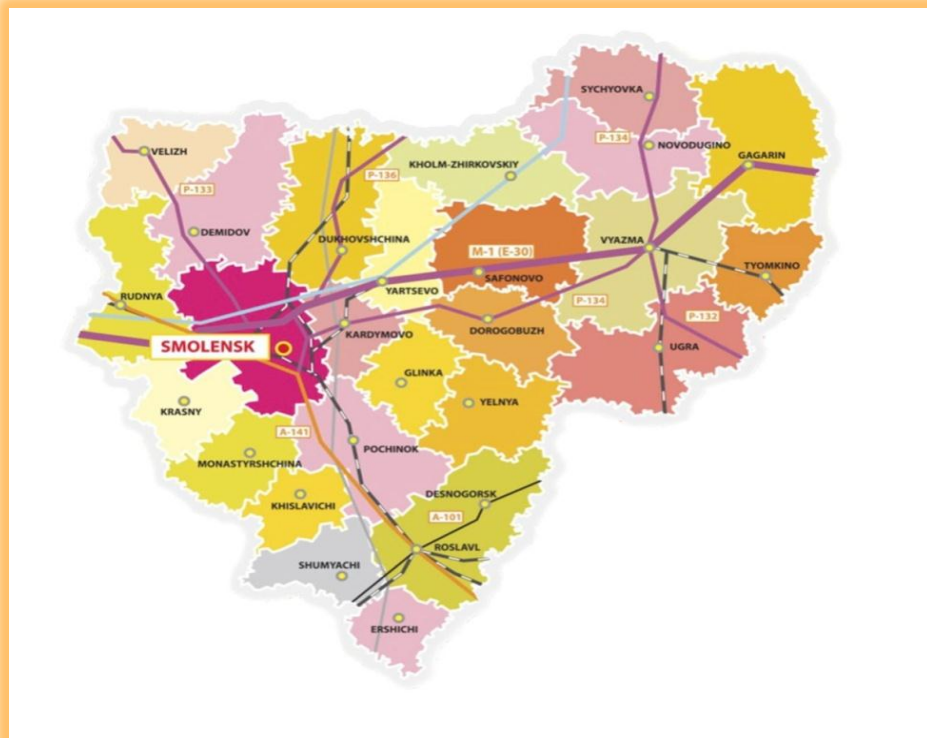 SYCHYOVKA
P-134
NOVODUGINO
VELIZH
GAGARIN
KHOLM-ZHIRKOVSKIY
P-136
P-133
DEMIDOV
DUKHOVSHCHINA
VYAZMA
M-1 (E-30)
TYOMKINO
SAFONOVO
YARTSEVO
RUDNYA
P-134
P-132
KARDYMOVO
DOROGOBUZH
SMOLENSK
UGRA
GLINKA
YELNYA
KRASNY
A-141
POCHINOK
MONASTYRSHCHINA
DESNOGORSK
KHISLAVICHI
A-101
ROSLAVL
SHUMYACHI
ERSHICHI